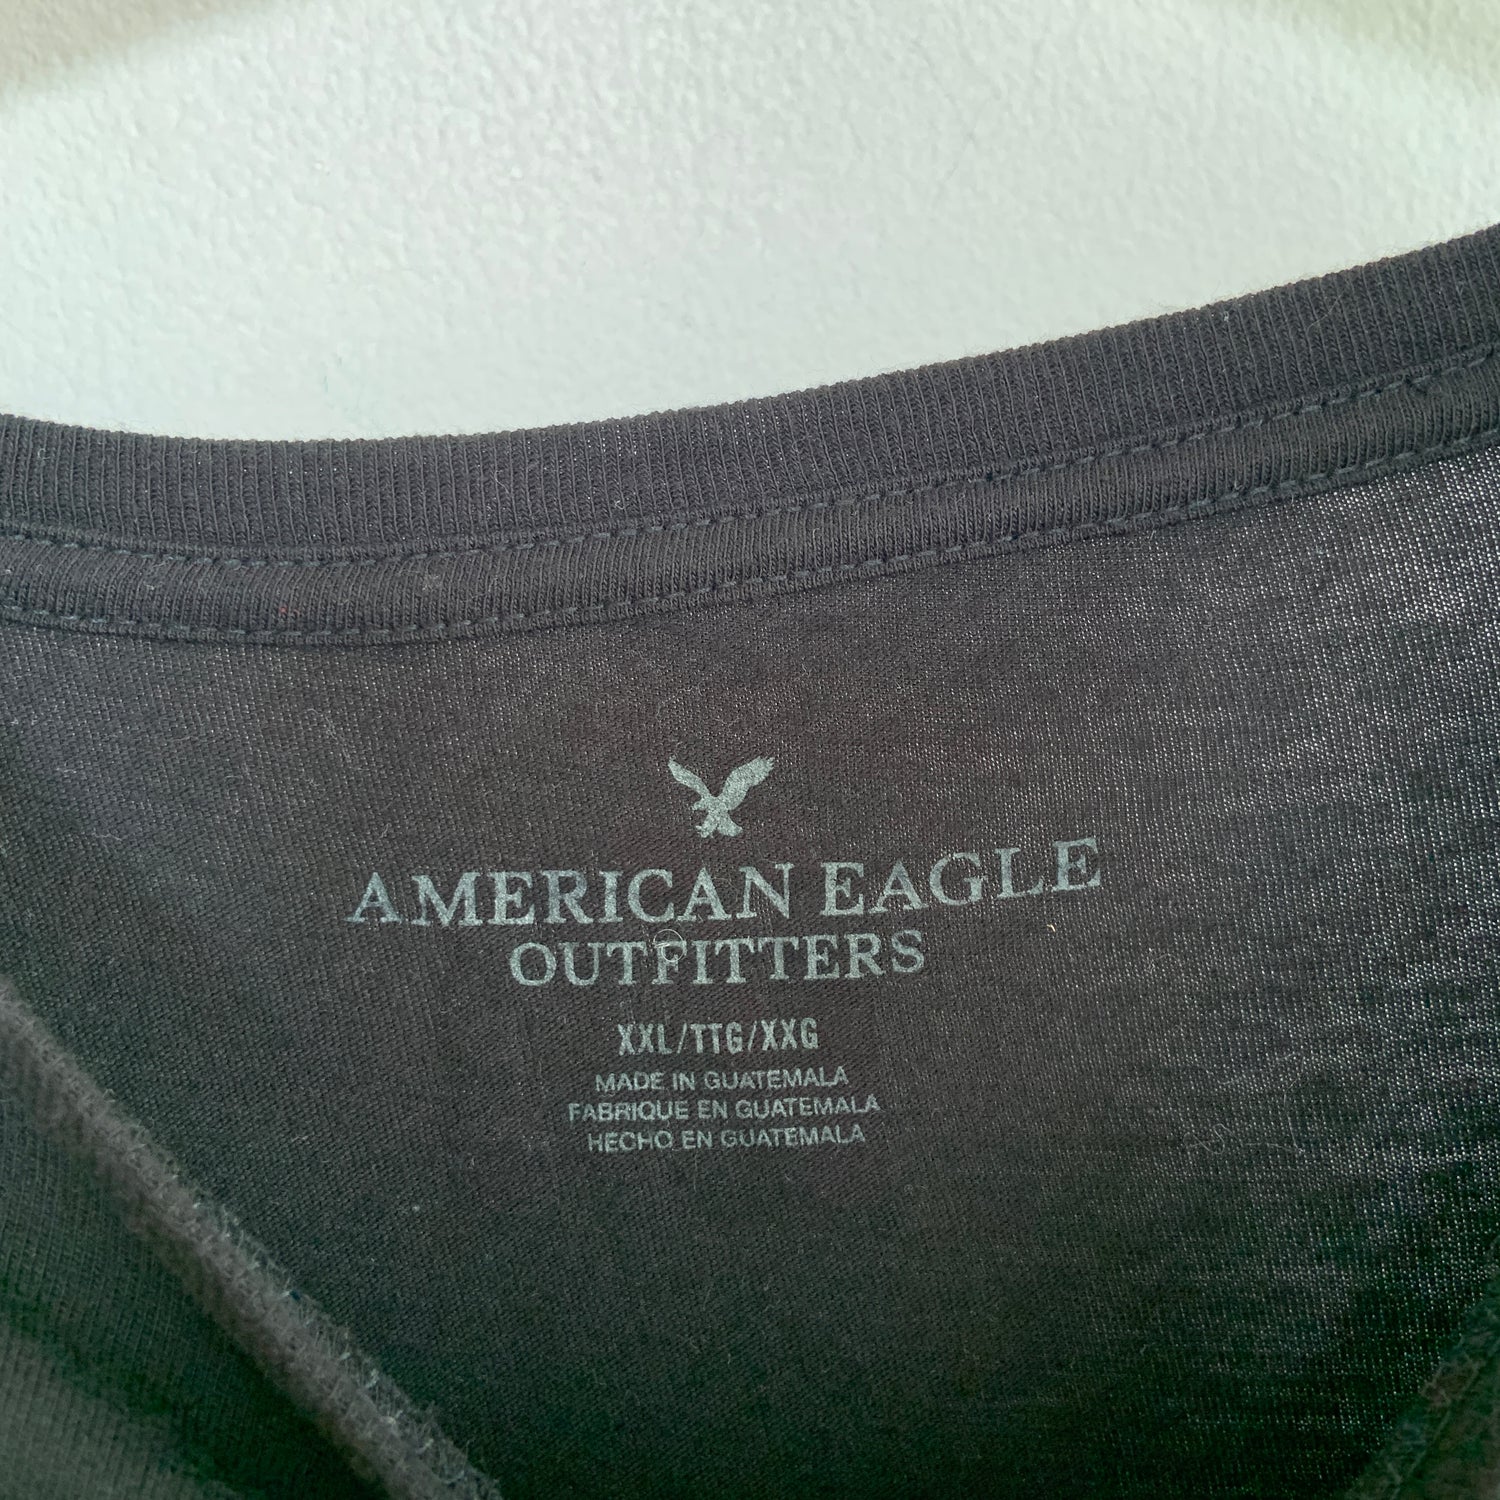 AMERICAN EAGLE
OUTFITTERS
XXL/TTG/XXG
MADE IN GUATEMALA
FABRIQUE EN GUATEMALA
HECHO EN GUATEMALA